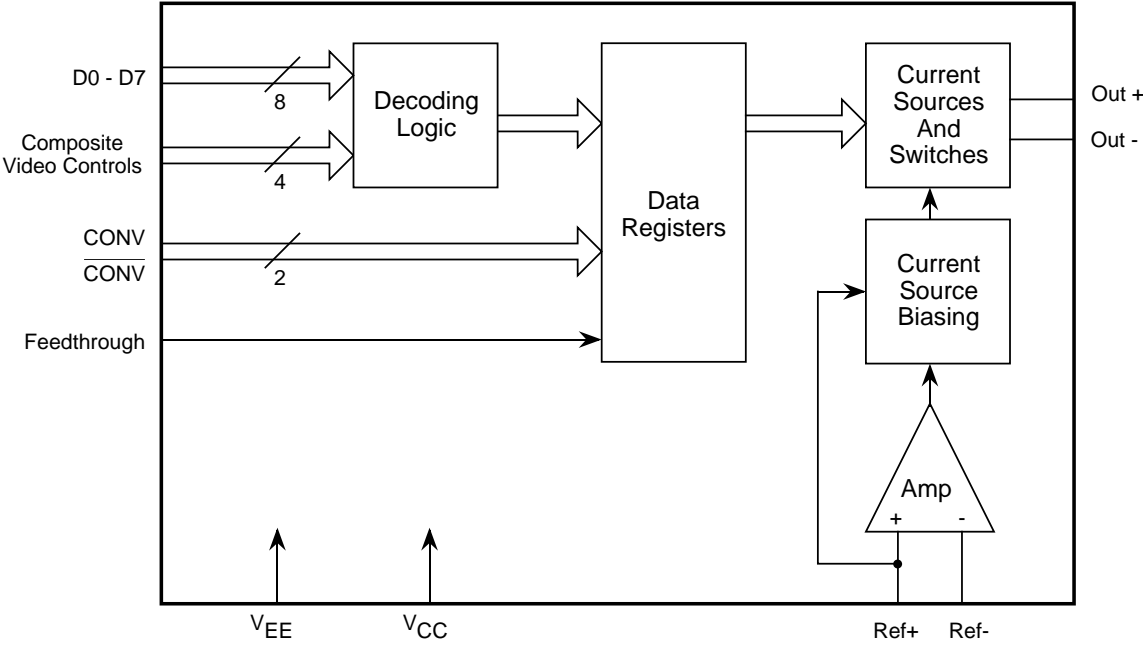 D0 - D7
8
Composite
Video Controls
4
CONV
CONV
2
Feedthrough
Decoding
Logic
Data
Registers
Current
Sources
And
Switches
Out +
Out -
Current
Source
Biasing
Amp
+ -
VEE
VCC
Ref+
Ref-